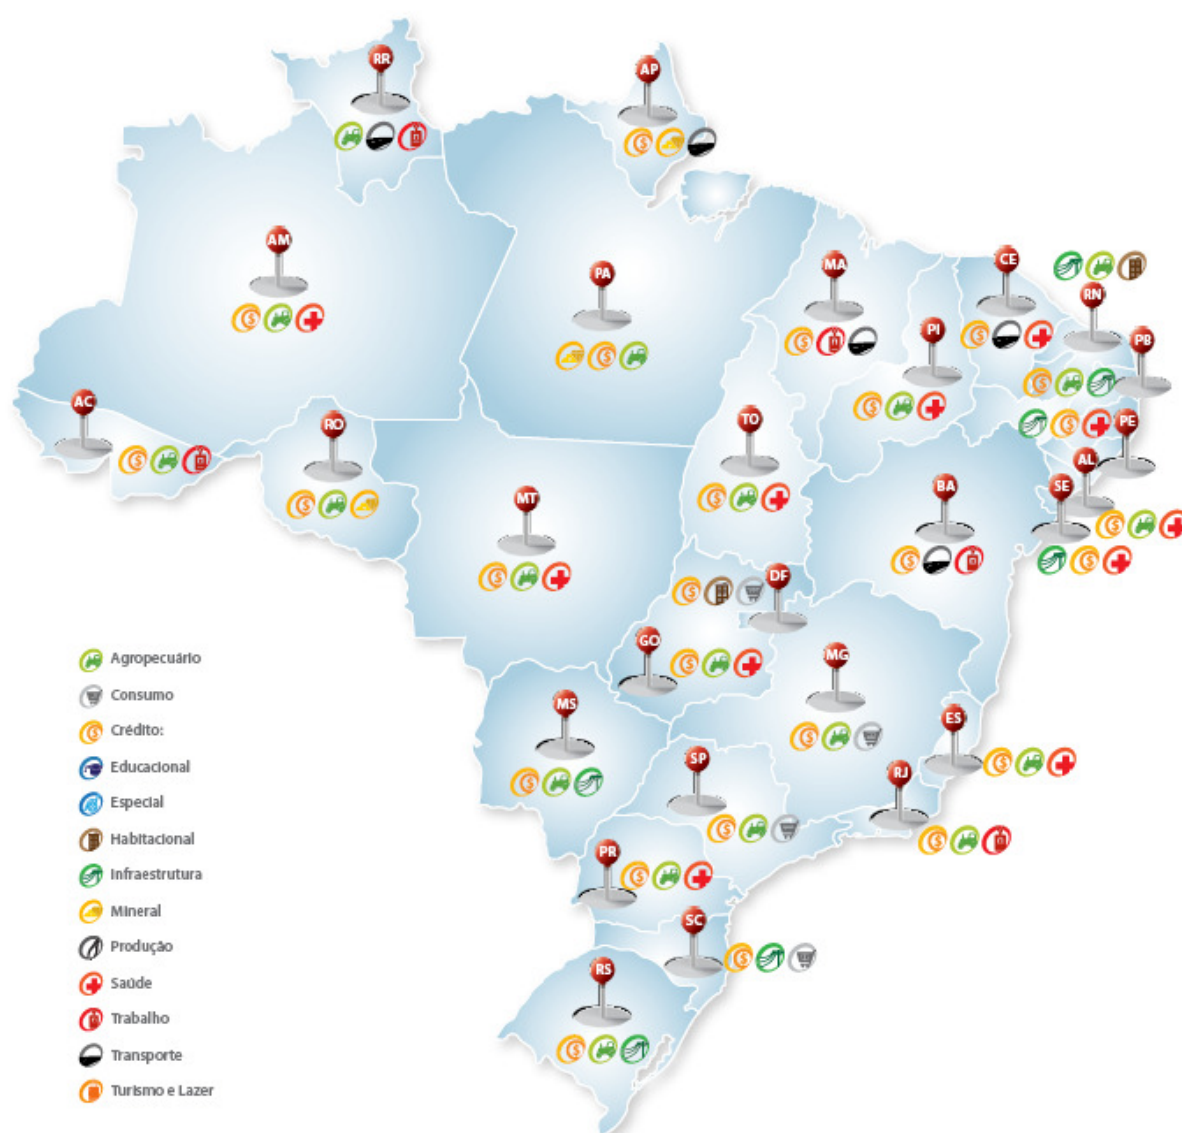 RR
AP
AM
PA
MA
CE
RN
PI
PB
AC
RO
TO
PE
AL
MT
BA
SE
DF
GO
MG
MS
ES
SP
RJ
PR
SC
RS
Agropecuário
Consumo
Crédito:
Educacional
Especial
Habitacional
Infraestrutura
Mineral
Produção
Saúde
Trabalho
Transporte
Turismo e Lazer